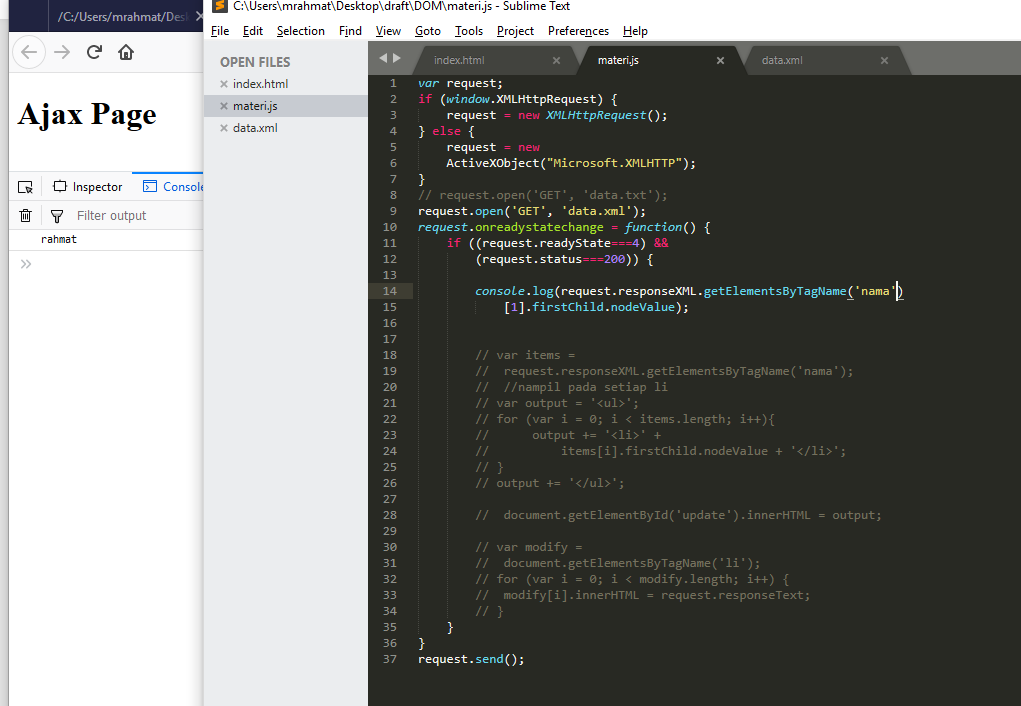 /C:/Users/mrahmat/Desk
Ajax Page
Inspector
Console
Filter output
rahmat
C:\Users\mrahmat\Desktop\draft\DOM\materi.js - Sublime Text
File Edit Selection Find View Goto Tools Project Preferences Help
OPEN FILES
index.html
materi.js
data.xml
index.html materi.js data.xml
1 var request;
2 if (window.XMLHttpRequest) {
3 request = new XMLHttpRequest();
4 } else {
5 request = new
6 ActiveXObject("Microsoft.XMLHTTP");
7 }
8 // request.open('GET', 'data.txt');
9 request.open('GET', 'data.xml');
10 request.onreadystatechange = function() {
11 if ((request.readyState===4) &&
12 (request.status===200)) {
13
14 console.log(request.responseXML.getElementsByTagName('nama')
15 [1].firstChild.nodeValue);
16
17
18 // var items =
19 // request.responseXML.getElementsByTagName('nama');
20 // //nampil pada setiap li
21 // var output = '<ul>';
22 // for (var i = 0; i < items.length; i++){
23 // output += '<li>' +
24 // items[i].firstChild.nodeValue + '</li>';
25 // }
26 // output += '</ul>';
27
28 // document.getElementById('update').innerHTML = output;
29
30 // var modify =
31 // document.getElementsByTagName('li');
32 // for (var i = 0; i < modify.length; i++) {
33 // modify[i].innerHTML = request.responseText;
34 // }
35 }
36 }
37 request.send();